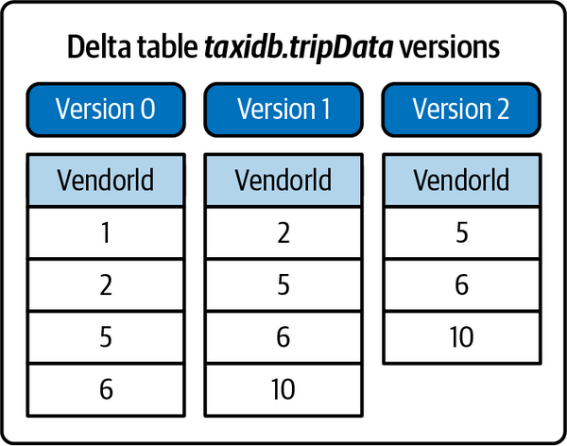 Delta table taxidb.tripData versions
Version 0 Version 1 Version 2
VendorId VendorId VendorId
1 2 5
2 5 6
5 6 10
6 10